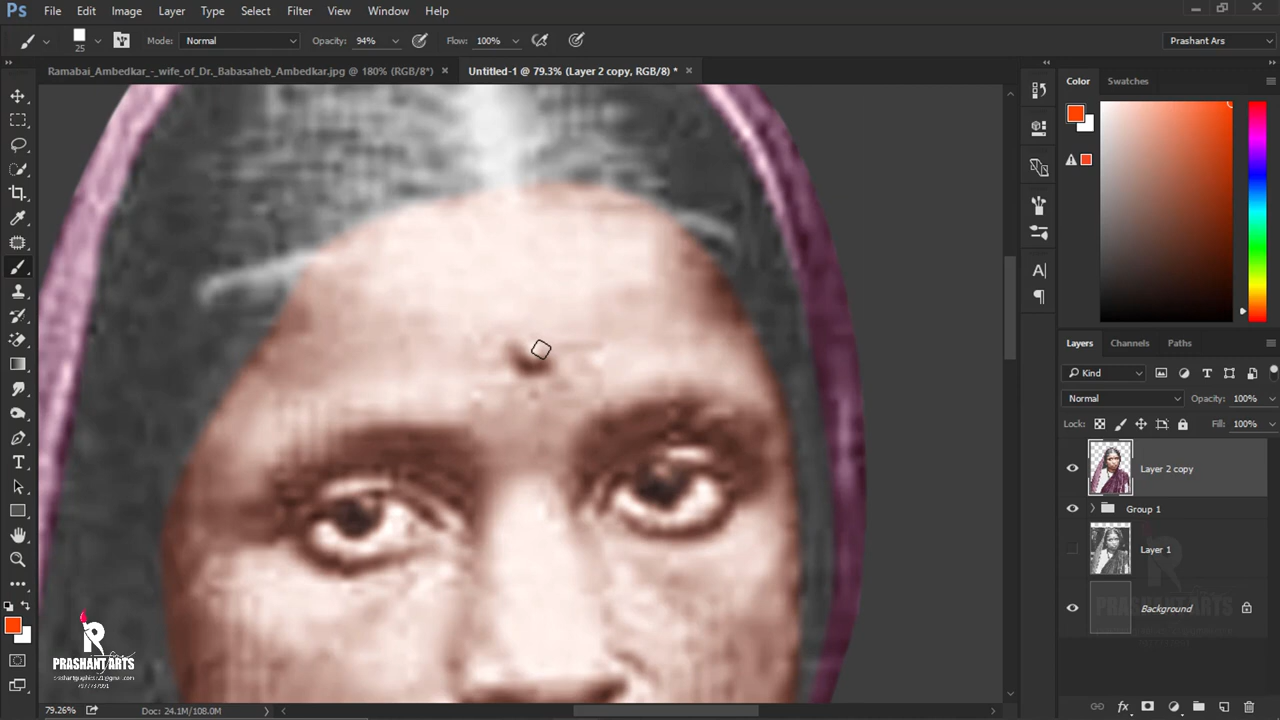 Ps File Edit Image Layer Type Select Filter View Window Help
25 Mode: Normal Opacity: 94% Flow: 100% Prashant Ars
Ramabai_Ambedkar_-_wife_of_Dr._Babasaheb_Ambedkar.jpg @ 180% (RGB/8*) × Untitled-1 @ 79.3% (Layer 2 copy, RGB/8) * ×
Color Swatches
Layers Channels Paths
Kind
Normal Opacity: 100%
Lock: Fill: 100%
Layer 2 copy
Group 1
Layer 1
Background
PRASHANT ARTS
PRASHANT ARTS
79.26% Doc: 24.1M/108.0M